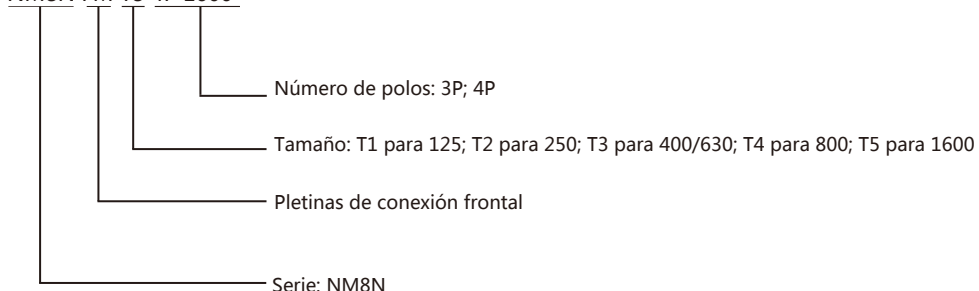 Número de polos: 3P; 4P
Tamaño: T1 para 125; T2 para 250; T3 para 400/630; T4 para 800; T5 para 1600
Pletinas de conexión frontal
Serie: NM8N